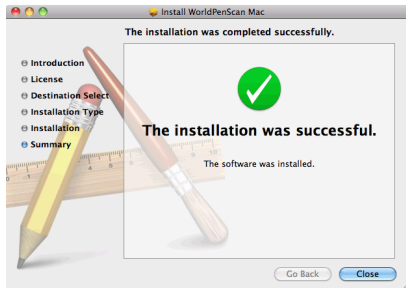 Install WorldPenScan Mac
The installation was completed successfully.
Introduction
License
Destination Select
Installation Type
Installation
Summary
The installation was successful.
The software was installed.
Go Back
Close